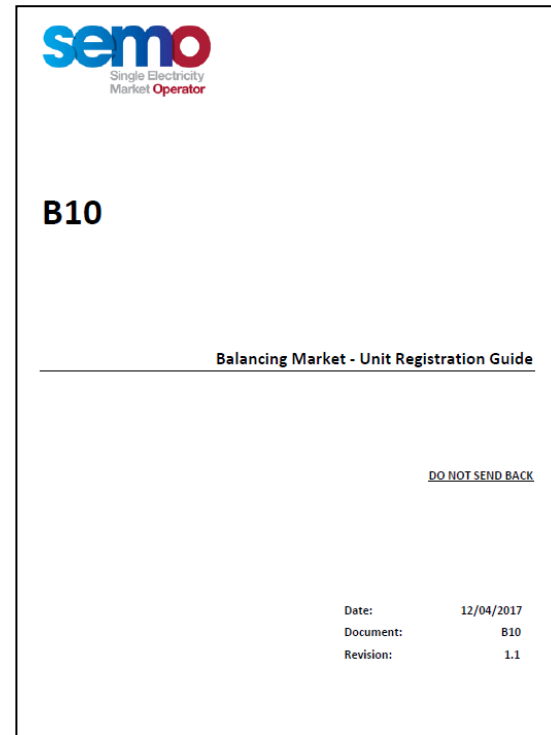 semo
Single Electricity
Market Operator
B10
Balancing Market - Unit Registration Guide
DO NOT SEND BACK
Date: 12/04/2017
Document: B10
Revision: 1.1